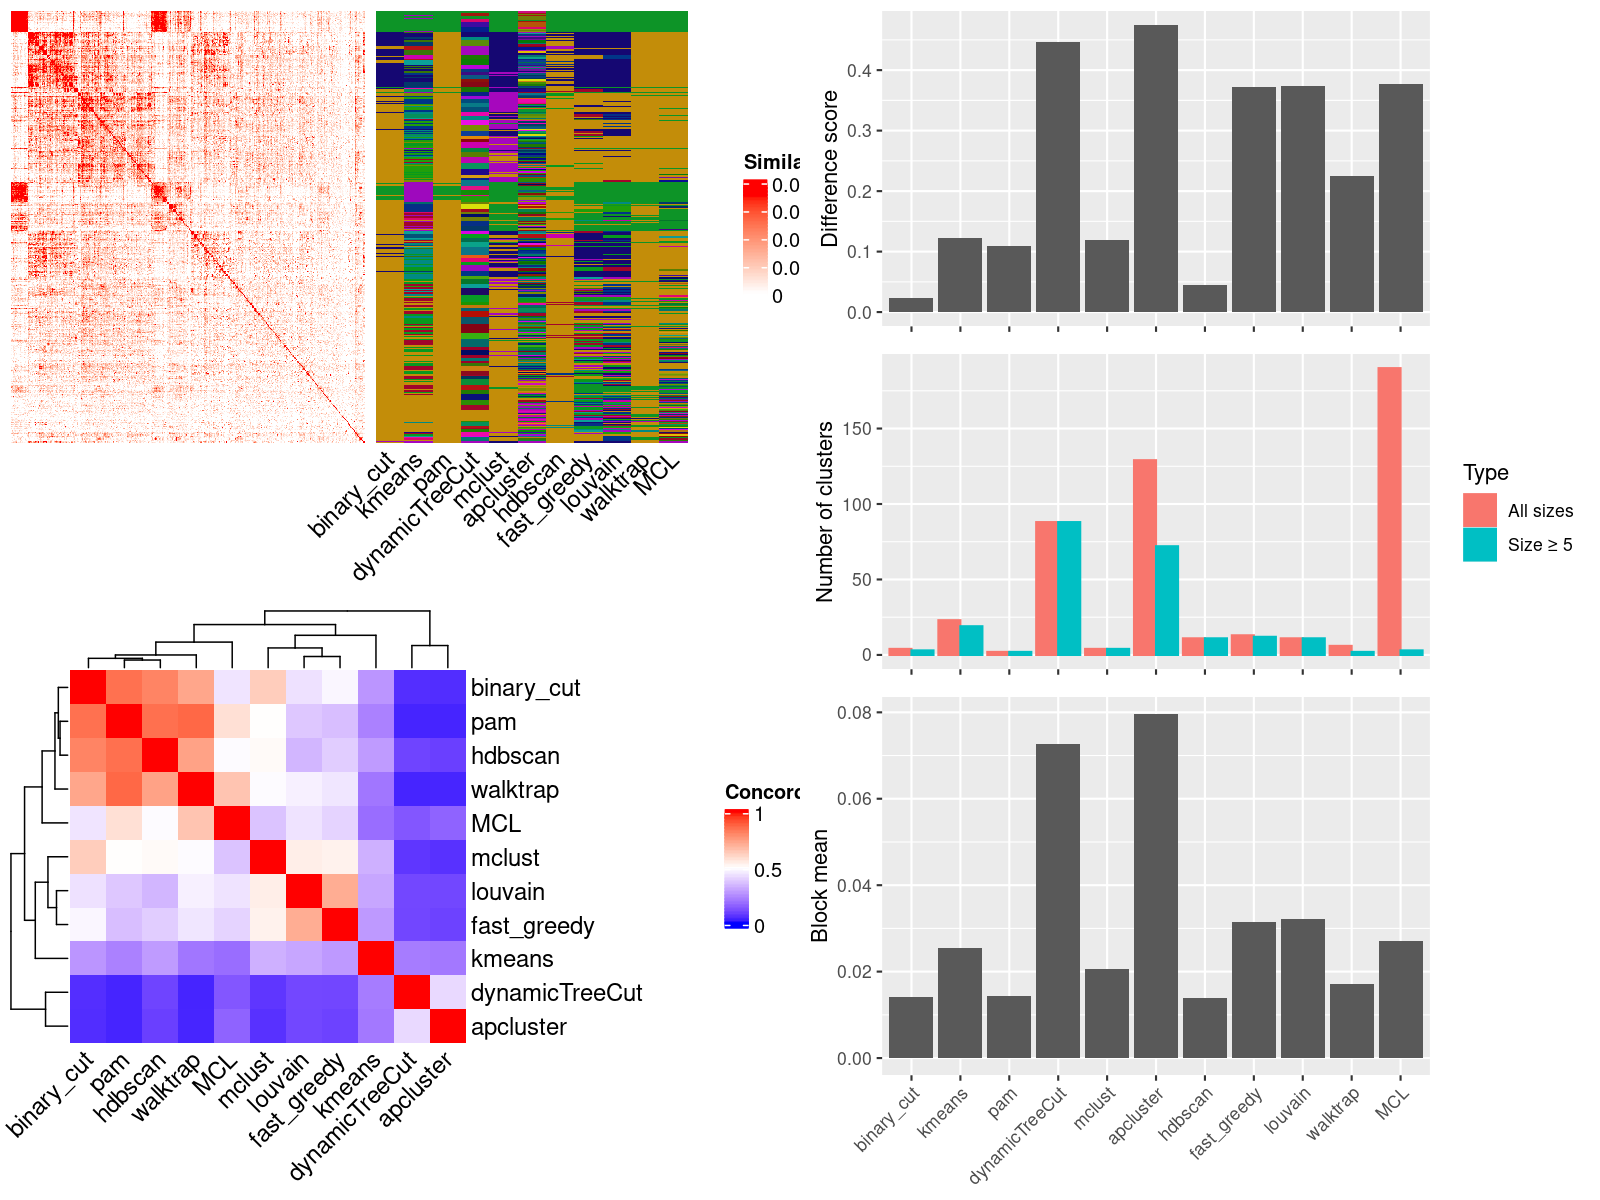 Simila
0.0
0.0
0.0
0.0
0
binary_cut
kmeans
pam
dynamicTreeCut
mclust
apcluster
hdbscan
fast_greedy
louvain
walktrap
MCL
binary_cut
pam
hdbscan
walktrap
MCL
mclust
louvain
fast_greedy
kmeans
dynamicTreeCut
apcluster
binary_cut
pam
hdbscan
walktrap
MCL
mclust
louvain
fast_greedy
kmeans
dynamicTreeCut
apcluster
Concord
1
0.5
0
Difference score
0.4
0.3
0.2
0.1
0.0
Number of clusters
150
100
50
0
Type
All sizes
Size ≥ 5
Block mean
0.08
0.06
0.04
0.02
0.00
binary_cut
kmeans
pam
dynamicTreeCut
mclust
apcluster
hdbscan
fast_greedy
louvain
walktrap
MCL